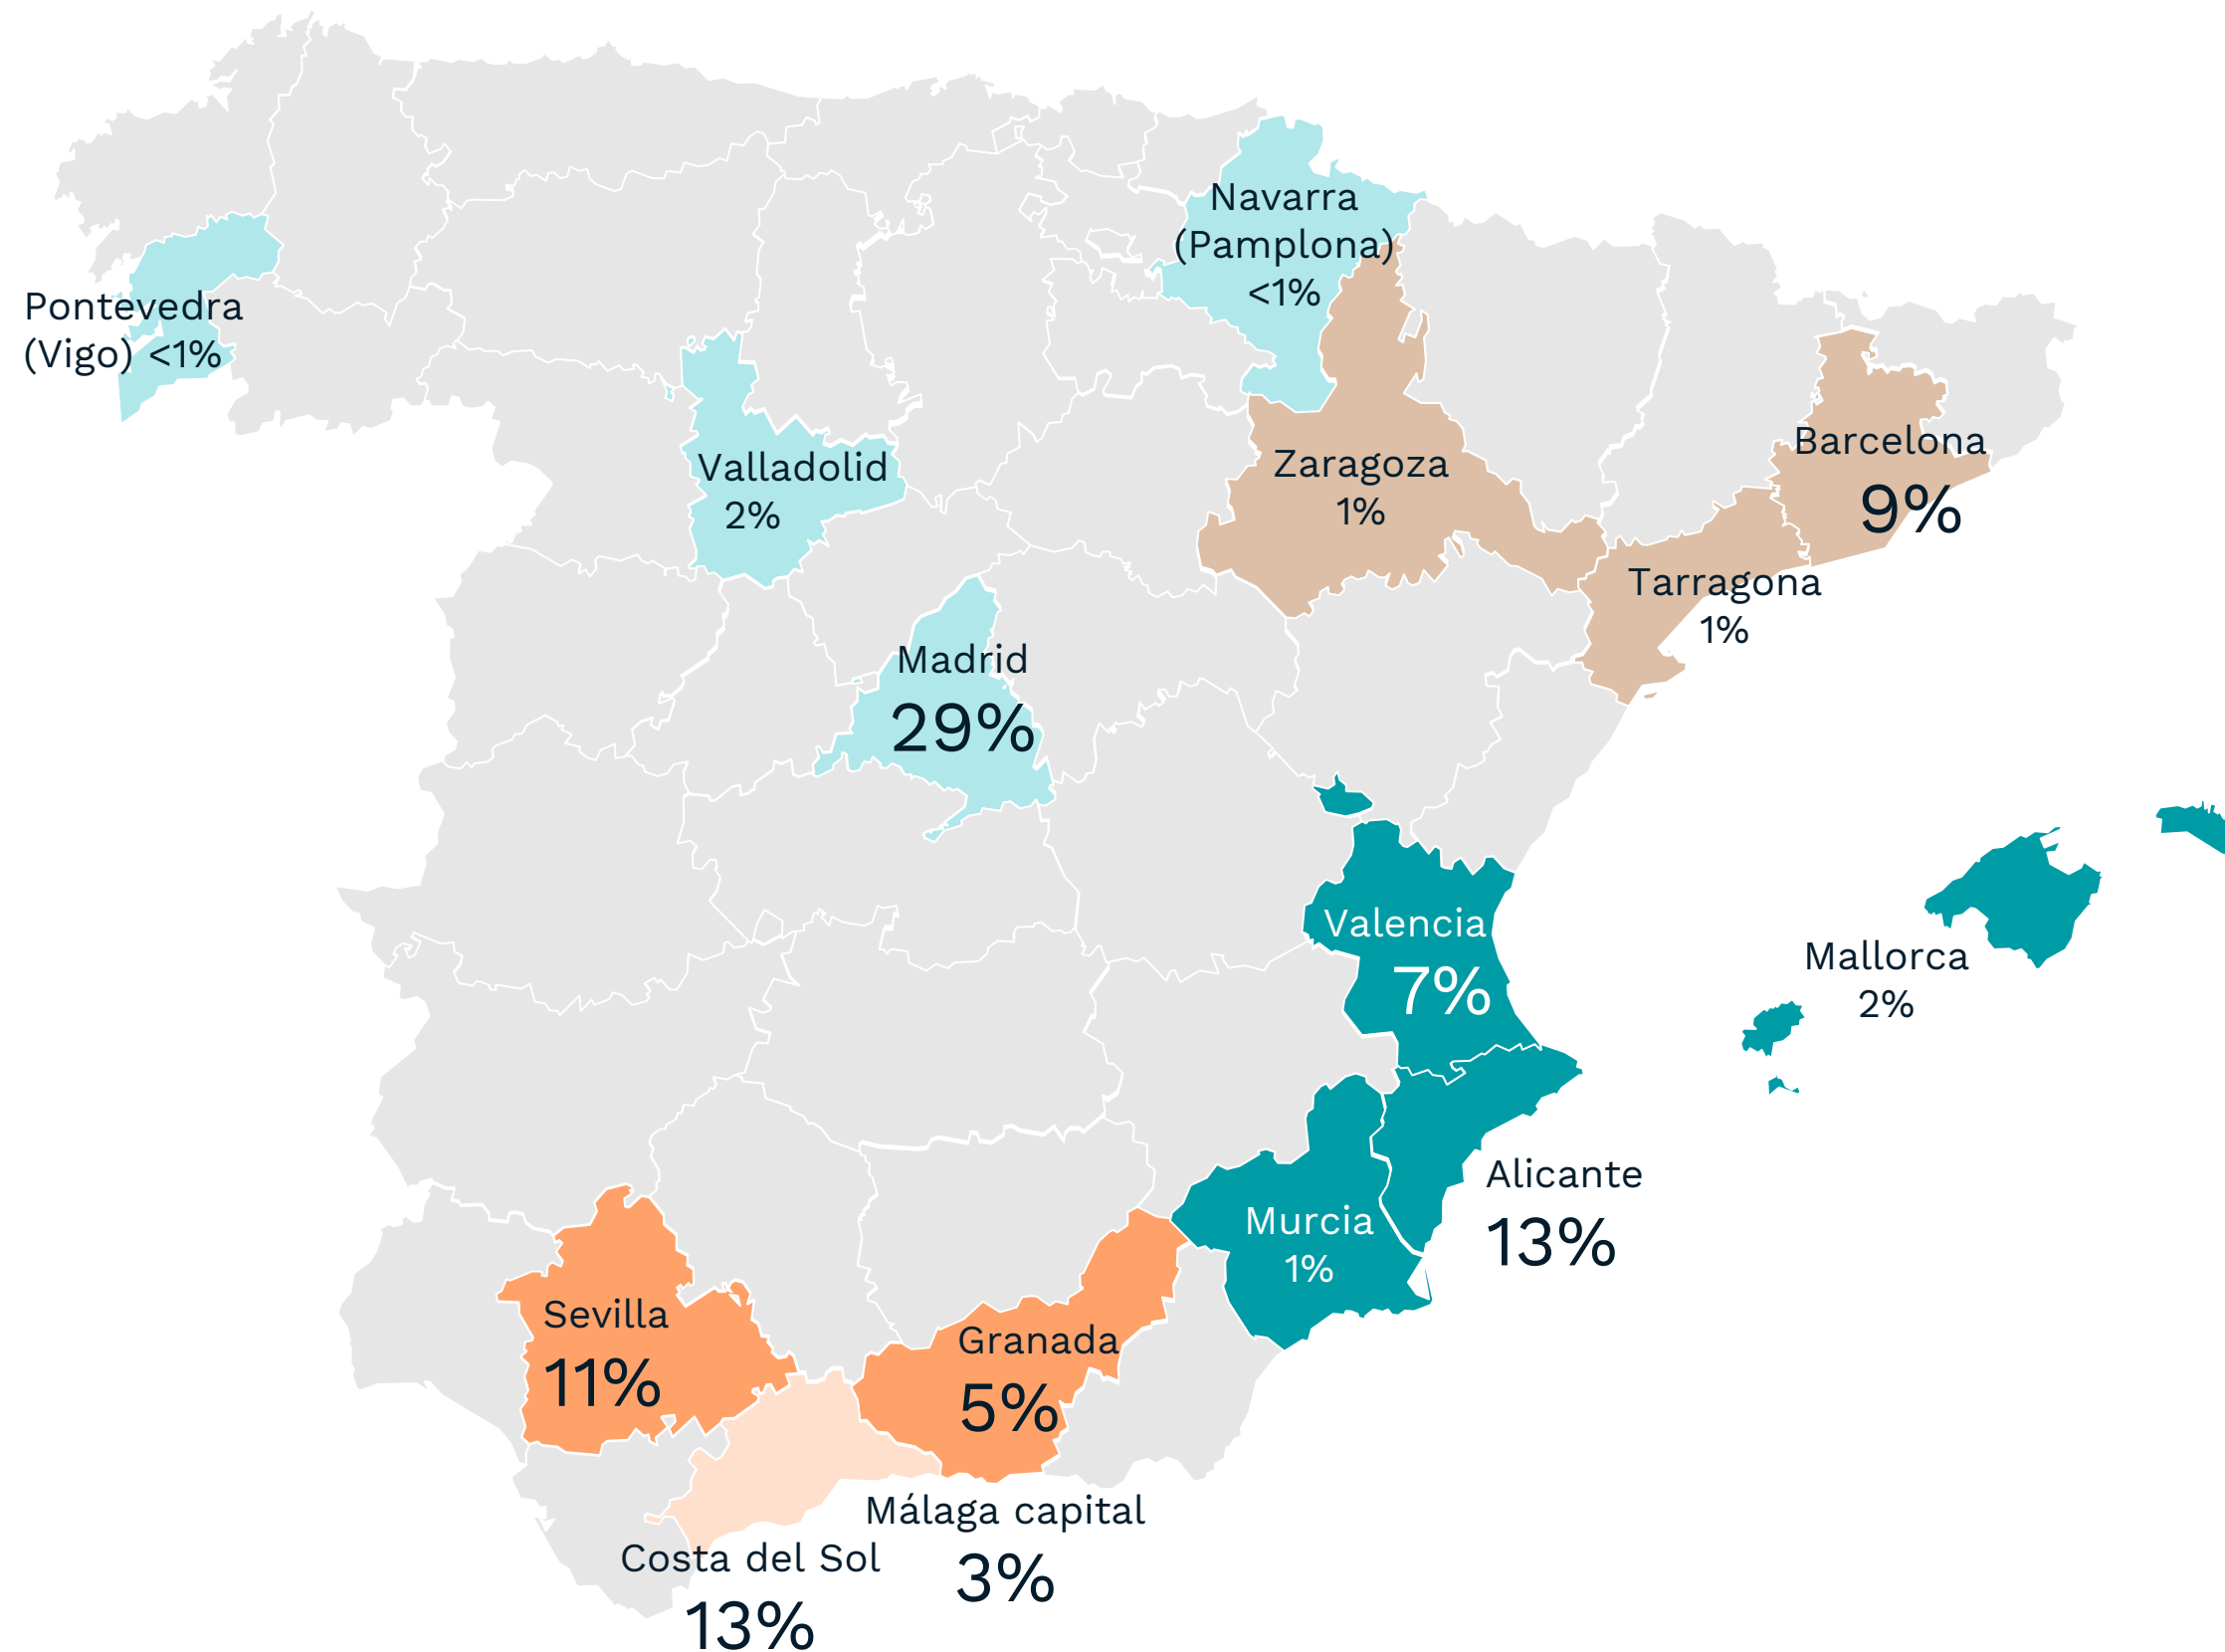 Navarra
(Pamplona)
<1%
Pontevedra
(Vigo) <1%
Valladolid
2%
Zaragoza
1%
Barcelona
9%
Tarragona
1%
Madrid
29%
Valencia
7%
Mallorca
2%
Alicante
13%
Murcia
1%
Sevilla
11%
Granada
5%
Málaga capital
3%
Costa del Sol
13%